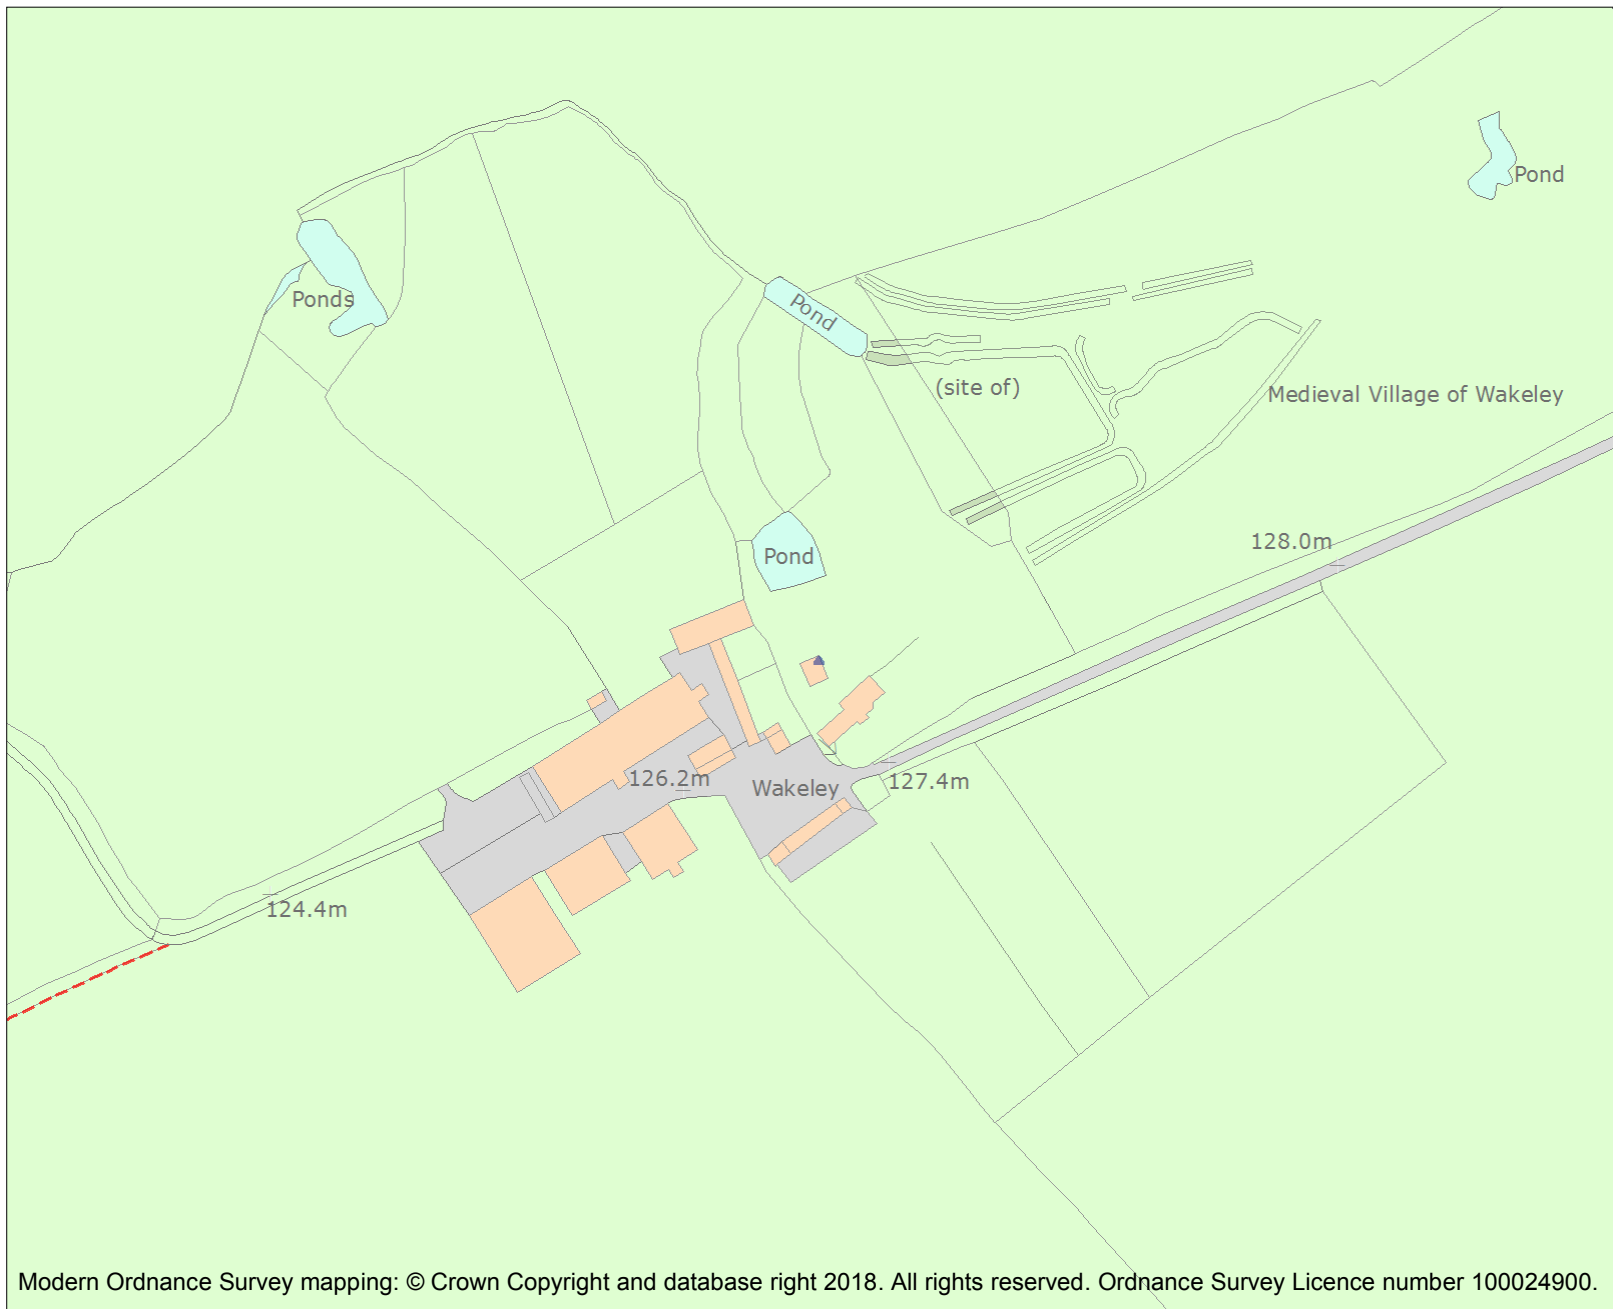 Pond
Ponds
Pond
(site of)
Medieval Village of Wakeley
128.0m
Pond
126.2m
Wakeley
127.4m
124.4m
Modern Ordnance Survey mapping: © Crown Copyright and database right 2018. All rights reserved. Ordnance Survey Licence number 100024900.